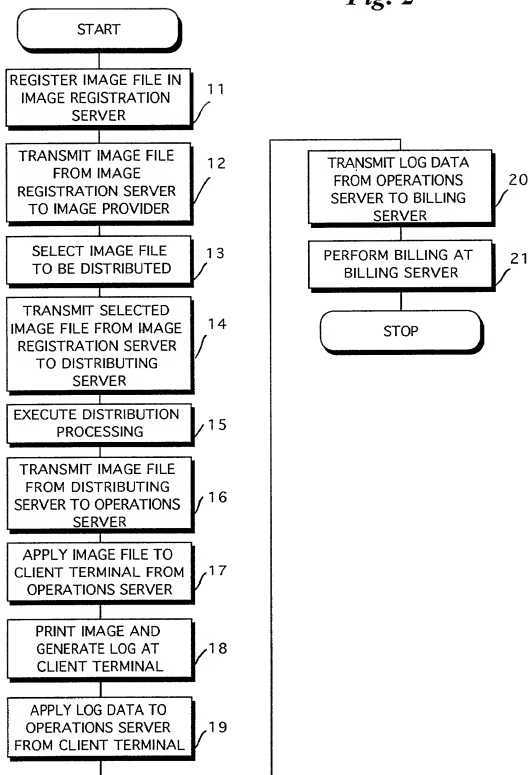 Fig. 2
START
REGISTER IMAGE FILE IN
IMAGE REGISTRATION
SERVER
11
TRANSMIT IMAGE FILE
FROM IMAGE
REGISTRATION SERVER
TO IMAGE PROVIDER
12
SELECT IMAGE FILE
TO BE DISTRIBUTED
13
TRANSMIT SELECTED
IMAGE FILE FROM IMAGE
REGISTRATION SERVER
TO DISTRIBUTING
SERVER
14
EXECUTE DISTRIBUTION
PROCESSING
15
TRANSMIT IMAGE FILE
FROM DISTRIBUTING
SERVER TO OPERATIONS
SERVER
16
APPLY IMAGE FILE TO
CLIENT TERMINAL FROM
OPERATIONS SERVER
17
PRINT IMAGE AND
GENERATE LOG AT
CLIENT TERMINAL
18
APPLY LOG DATA TO
OPERATIONS SERVER
FROM CLIENT TERMINAL
19
TRANSMIT LOG DATA
FROM OPERATIONS
SERVER TO BILLING
SERVER
20
PERFORM BILLING AT
BILLING SERVER
21
STOP